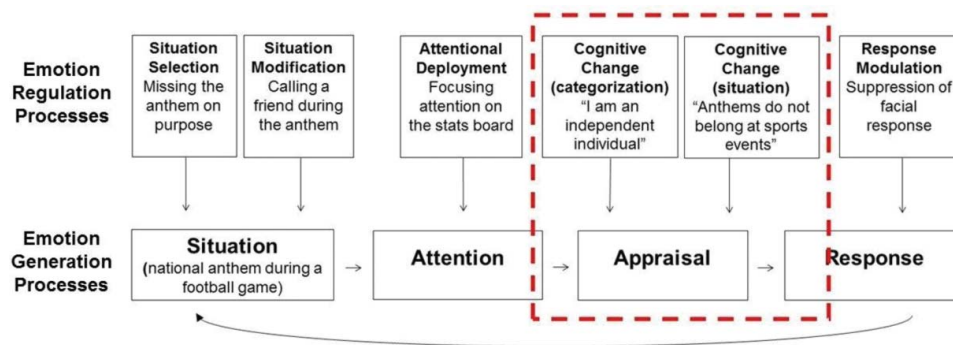 Emotion
Regulation
Processes
Situation
Selection
Missing the
anthem on
purpose
Situation
Modification
Calling a
friend during
the anthem
Attentional
Deployment
Focusing
attention on
the stats board
Cognitive
Change
(categorization)
“I am an
independent
individual”
Cognitive
Change
(situation)
“Anthems do not
belong at sports
events”
Response
Modulation
Suppression of
facial
response
Emotion
Generation
Processes
Situation
(national anthem during a
football game)
Attention
Appraisal
Response